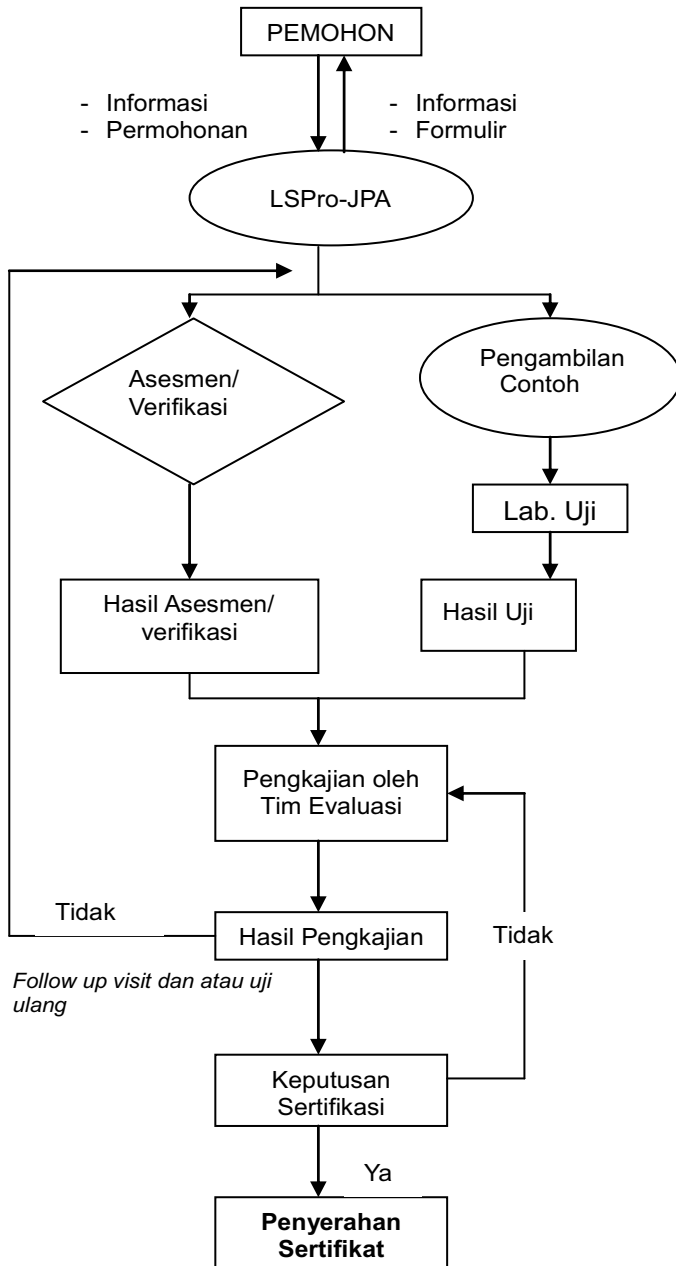 PEMOHON
- Informasi
- Permohonan
- Informasi
- Formulir
LSPro-JPA
Asesmen/
Verifikasi
Pengambilan
Contoh
Lab. Uji
Hasil Asesmen/
verifikasi
Hasil Uji
Pengkajian oleh
Tim Evaluasi
Tidak
Hasil Pengkajian
Tidak
Follow up visit dan atau uji
ulang
Keputusan
Sertifikasi
Ya
Penyerahan
Sertifikat